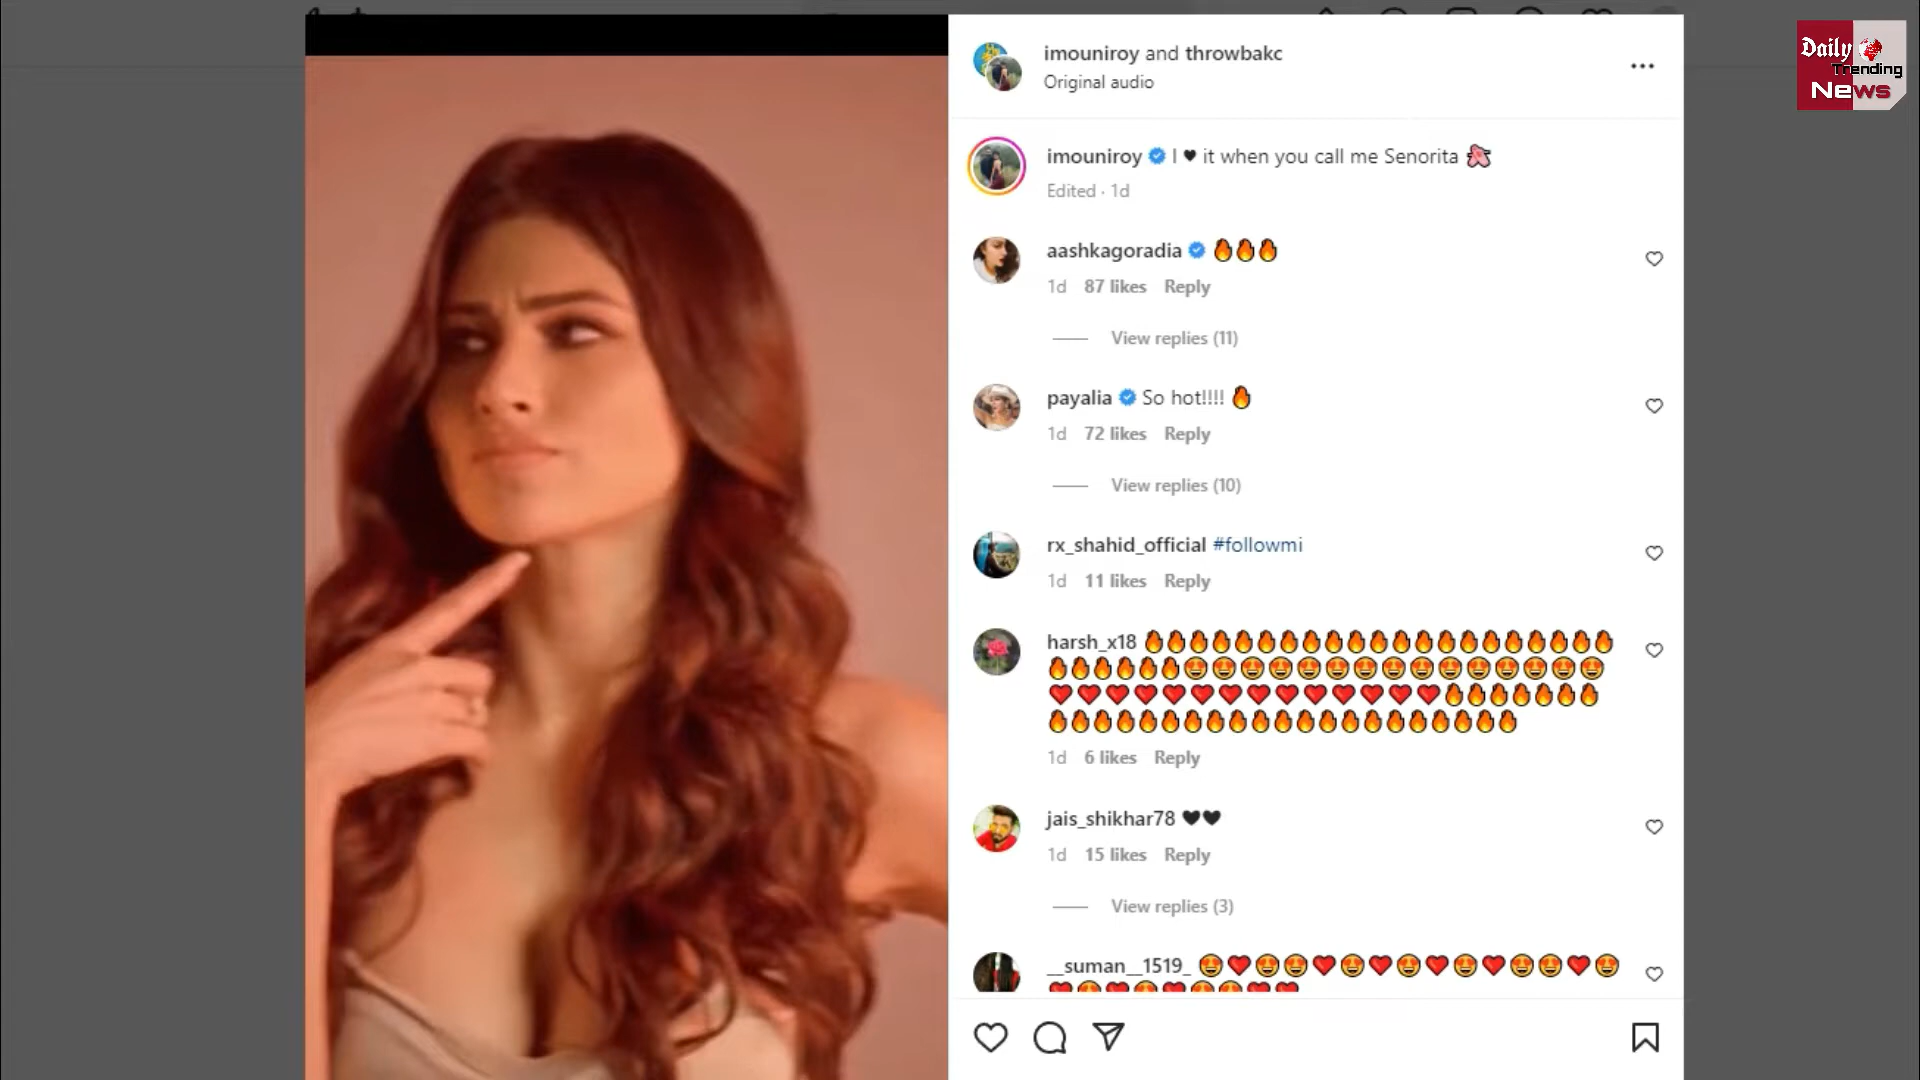 Daily
Trending
News
imouniroy and throwbakc
Original audio
imouniroy I ♥ it when you call me Senorita
Edited · 1d
aashkagoradia 🔥🔥🔥
1d 87 likes Reply
View replies (11)
payalia So hot!!!! 🔥
1d 72 likes Reply
View replies (10)
rx_shahid_official #followmi
1d 11 likes Reply
harsh_x18
1d 6 likes Reply
jais_shikhar78 🖤🖤
1d 15 likes Reply
View replies (3)
__suman__1519_